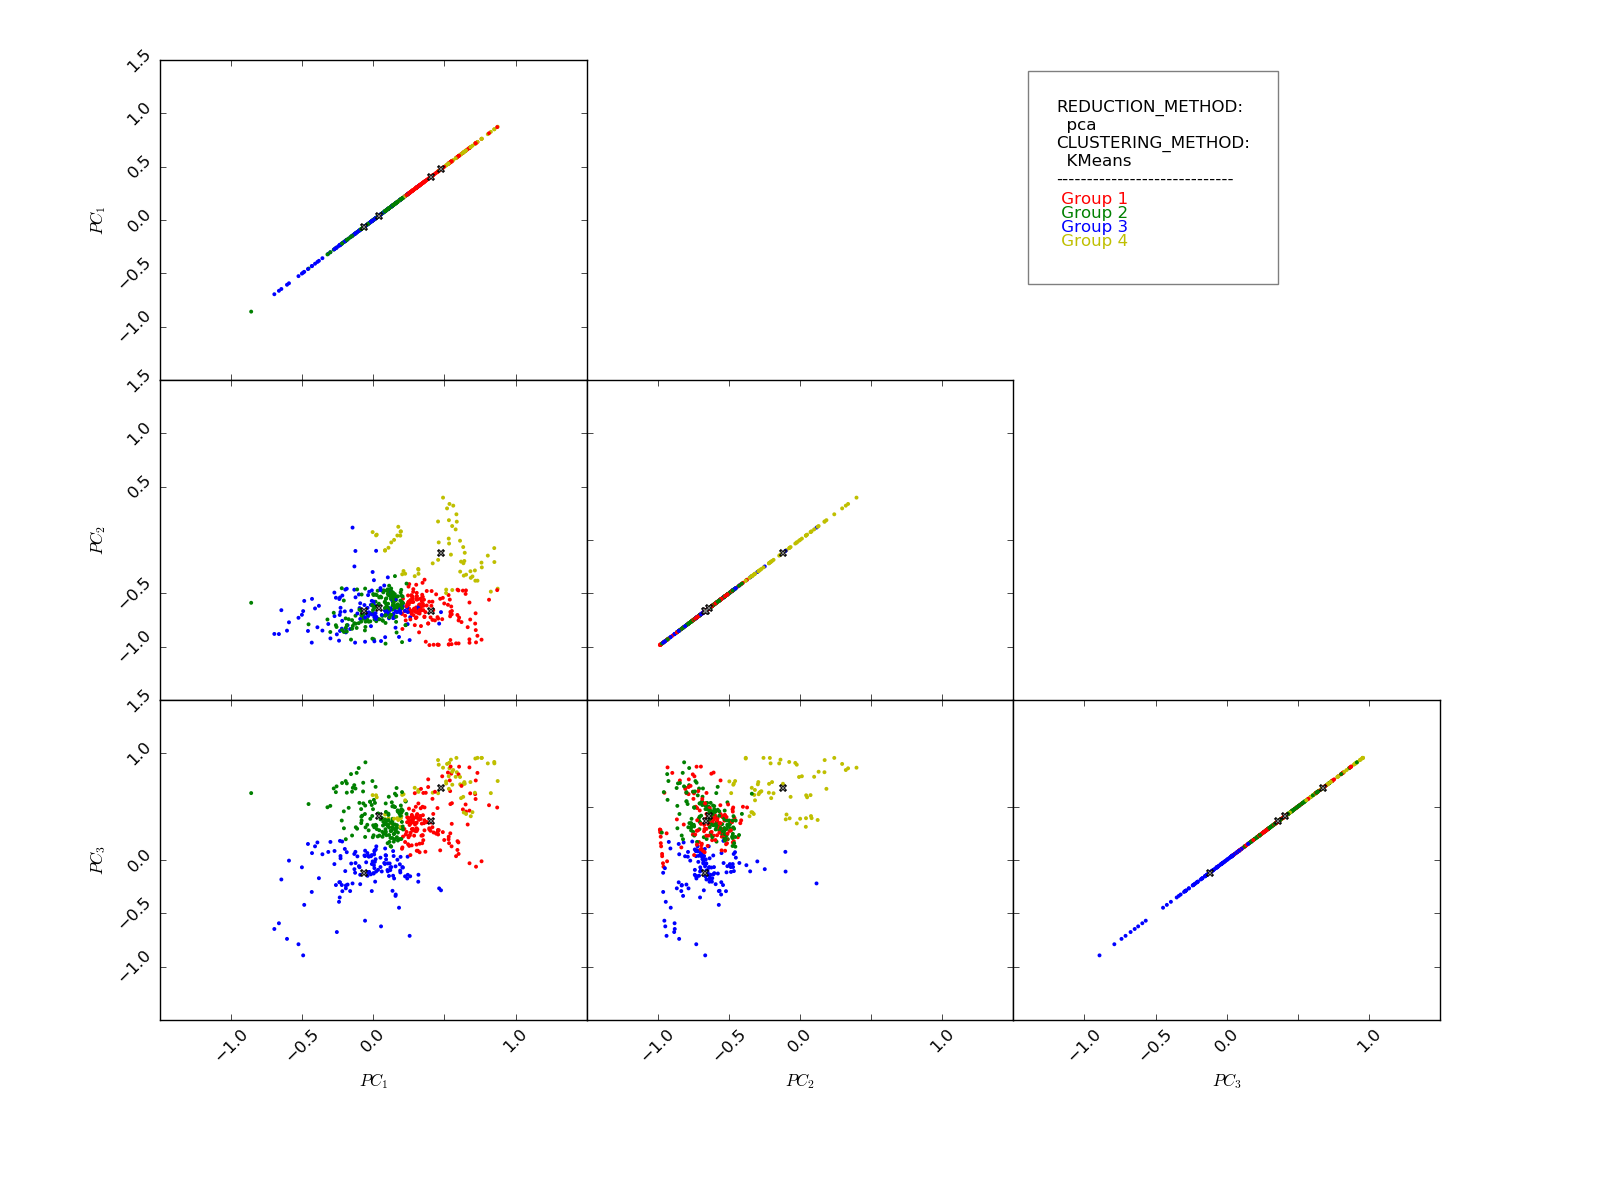 1.5
1.0
0.5
0.0
−0.5
−1.0
PC₁
REDUCTION_METHOD:
pca
CLUSTERING_METHOD:
KMeans
------------------------------
Group 1
Group 2
Group 3
Group 4
1.5
1.0
0.5
−0.5
−1.0
PC₂
1.5
1.0
0.0
−0.5
−1.0
PC₃
−1.0 −0.5 0.0 1.0 −1.0 −0.5 0.0 1.0 −1.0 −0.5 0.0 1.0
PC₁ PC₂ PC₃